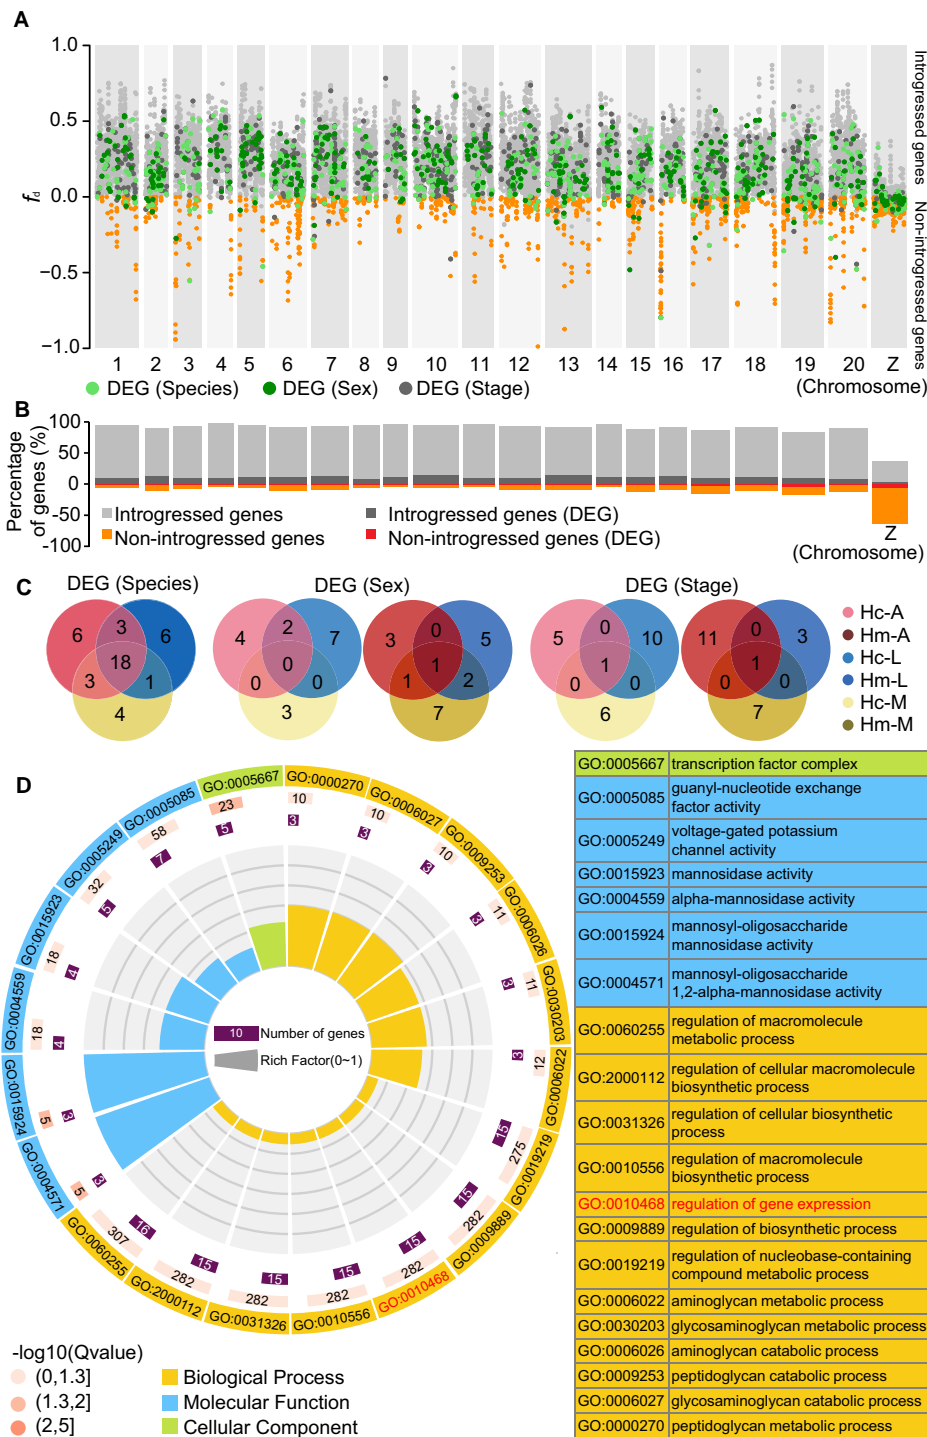 A
1.0
0.5
0.0
−0.5
−1.0
fd
Introgressed genes
Non-introgressed genes
1 2 3 4 5 6 7 8 9 10 11 12 13 14 15 16 17 18 19 20 Z
(Chromosome)
DEG (Species) DEG (Sex) DEG (Stage)
B
100
50
0
-50
-100
Percentage
of genes (%)
Introgressed genes Introgressed genes (DEG)
Non-introgressed genes Non-introgressed genes (DEG)
Z
(Chromosome)
C
DEG (Species) DEG (Sex) DEG (Stage)
6 3 6
18
3 1
4
4 2 7
0
0 0
3
3 0 5
1
1 2
7
5 0 10
1
0 0
6
11 0 3
1
0 0
7
Hc-A
Hm-A
Hc-L
Hm-L
Hc-M
Hm-M
D
GO:0000270 10 3
GO:0006027 10 3
GO:0009253 10 3
GO:0006026 11 3
GO:0030203 11 3
GO:0006022 12 3
GO:0019219 275 15
GO:0009889 282 15
GO:0010468 282 15
GO:0010556 282 15
GO:0031326 282 15
GO:2000112 282 15
GO:0060255 307 16
GO:0004571 5 3
GO:0015924 5 3
GO:0004559 18 4
GO:0015923 18 4
GO:0005249 32 5
GO:0005085 58 7
GO:0005667 23 5
10 Number of genes
Rich Factor(0~1)
-log10(Qvalue)
(0,1.3]
(1.3,2]
(2,5]
Biological Process
Molecular Function
Cellular Component
GO:0005667 transcription factor complex
GO:0005085 guanyl-nucleotide exchange
factor activity
GO:0005249 voltage-gated potassium
channel activity
GO:0015923 mannosidase activity
GO:0004559 alpha-mannosidase activity
GO:0015924 mannosyl-oligosaccharide
mannosidase activity
GO:0004571 mannosyl-oligosaccharide
1,2-alpha-mannosidase activity
GO:0060255 regulation of macromolecule
metabolic process
GO:2000112 regulation of cellular macromolecule
biosynthetic process
GO:0031326 regulation of cellular biosynthetic
process
GO:0010556 regulation of macromolecule
biosynthetic process
GO:0010468 regulation of gene expression
GO:0009889 regulation of biosynthetic process
GO:0019219 regulation of nucleobase-containing
compound metabolic process
GO:0006022 aminoglycan metabolic process
GO:0030203 glycosaminoglycan metabolic process
GO:0006026 aminoglycan catabolic process
GO:0009253 peptidoglycan catabolic process
GO:0006027 glycosaminoglycan catabolic process
GO:0000270 peptidoglycan metabolic process